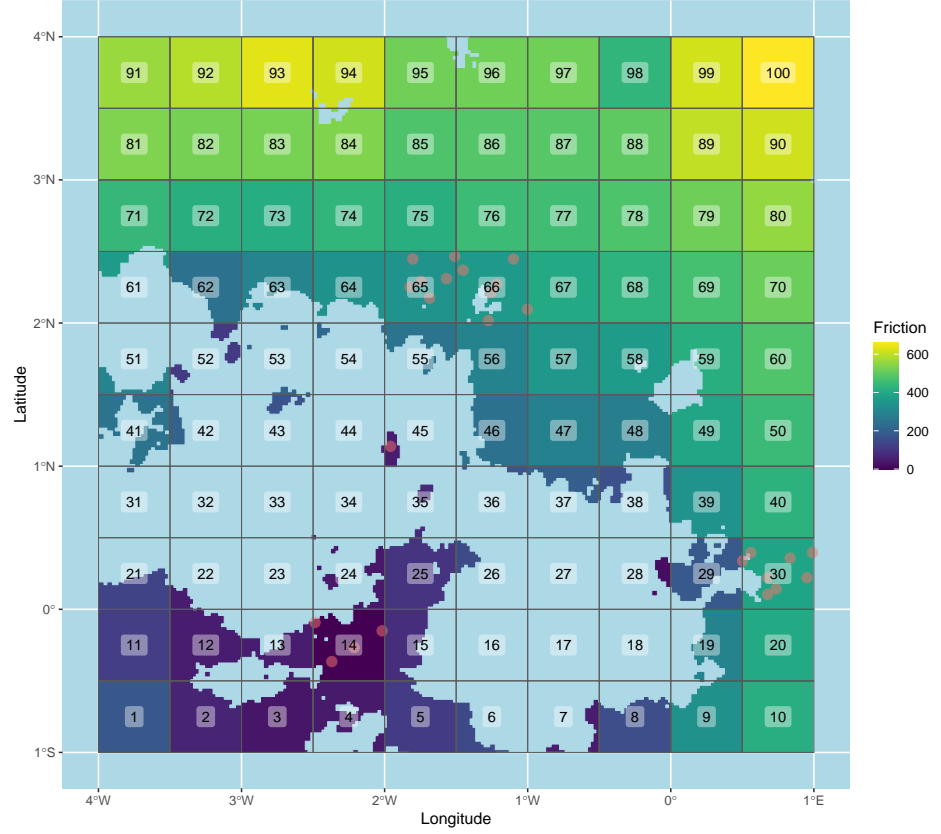 4°N
91 92 93 94 95 96 97 98 99 100
81 82 83 84 85 86 87 88 89 90
3°N
71 72 73 74 75 76 77 78 79 80
61 62 63 64 65 66 67 68 69 70
2°N
51 52 53 54 55 56 57 58 59 60
41 42 43 44 45 46 47 48 49 50
1°N
31 32 33 34 35 36 37 38 39 40
21 22 23 24 25 26 27 28 29 30
0°
11 12 13 14 15 16 17 18 19 20
1 2 3 4 5 6 7 8 9 10
1°S
4°W 3°W 2°W 1°W 0° 1°E
Longitude
Latitude
Friction
600
400
200
0